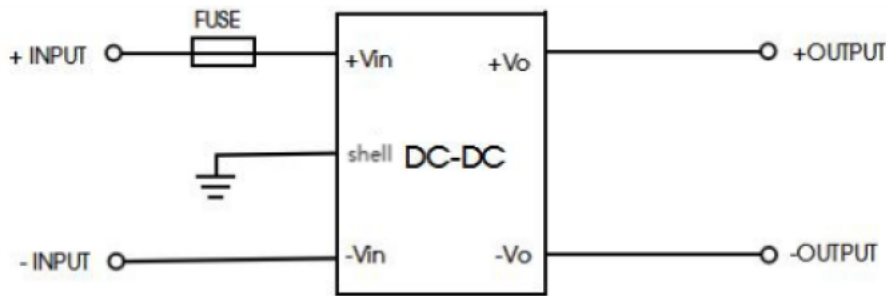 FUSE
+ INPUT
+Vin
+Vo
+OUTPUT
shell
DC-DC
- INPUT
-Vin
-Vo
-OUTPUT